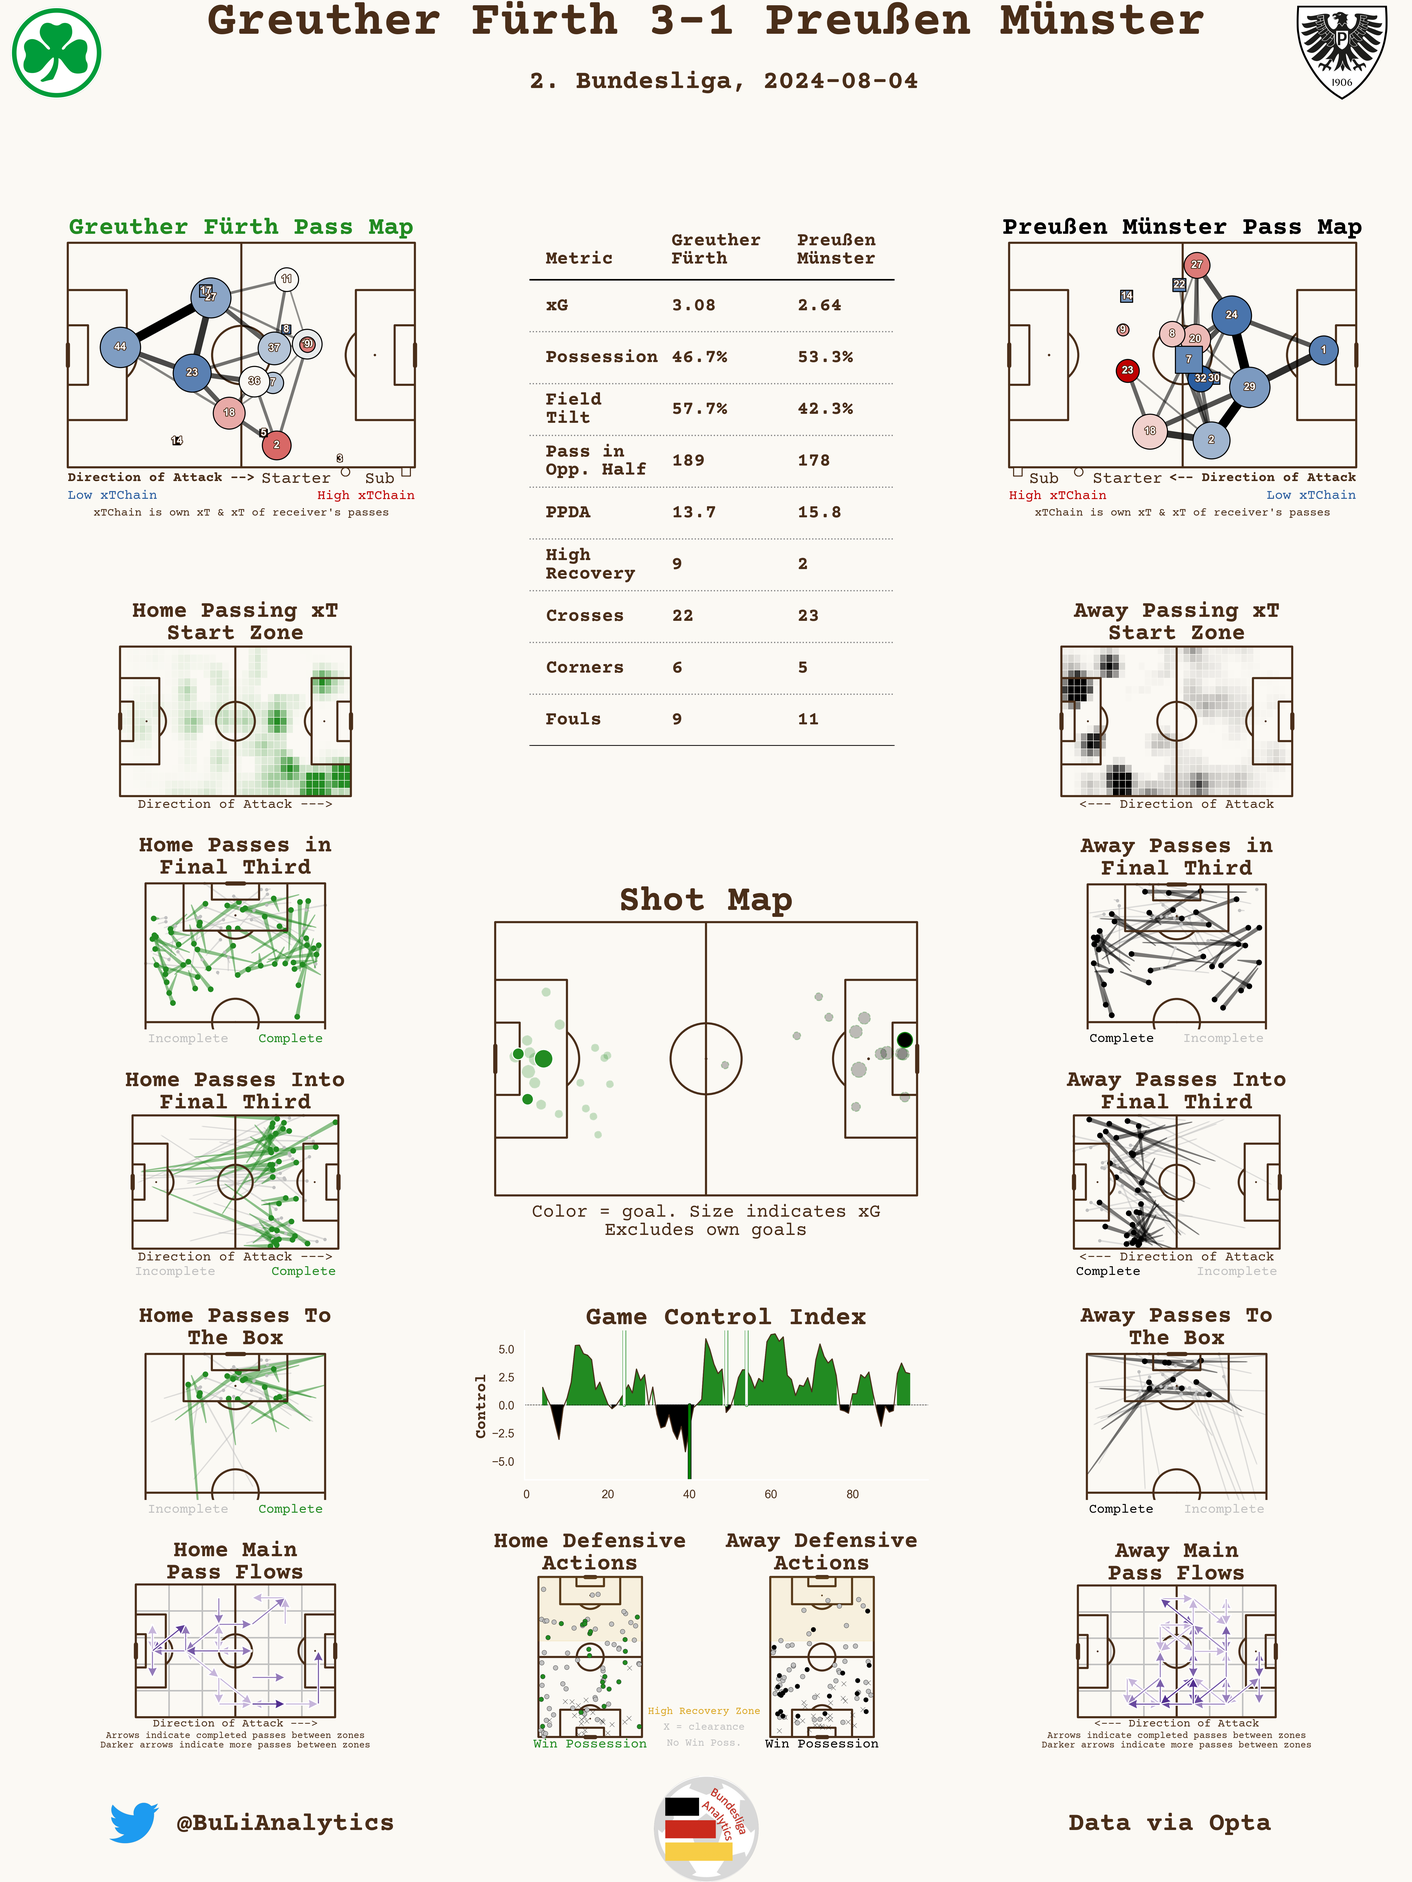 Greuther Fürth 3-1 Preußen Münster
2. Bundesliga, 2024-08-04
P
1906
Greuther Fürth Pass Map
17
27
11
8
44
37
9
23
36
7
18
5
2
14
3
Direction of Attack --> Starter Sub
Low xTChain High xTChain
xTChain is own xT & xT of receiver's passes
Metric Greuther Fürth Preußen Münster
xG 3.08 2.64
Possession 46.7% 53.3%
Field Tilt 57.7% 42.3%
Pass in Opp. Half 189 178
PPDA 13.7 15.8
High Recovery 9 2
Crosses 22 23
Corners 6 5
Fouls 9 11
Preußen Münster Pass Map
27
22
14
24
9
8
20
1
7
23
32
30
29
18
2
Sub Starter <-- Direction of Attack
High xTChain Low xTChain
xTChain is own xT & xT of receiver's passes
Home Passing xT
Start Zone
Direction of Attack --->
Away Passing xT
Start Zone
<--- Direction of Attack
Home Passes in
Final Third
Incomplete Complete
Away Passes in
Final Third
Complete Incomplete
Shot Map
Color = goal. Size indicates xG
Excludes own goals
Home Passes Into
Final Third
Direction of Attack --->
Incomplete Complete
Away Passes Into
Final Third
<--- Direction of Attack
Complete Incomplete
Home Passes To
The Box
Incomplete Complete
Game Control Index
Control
5.0
2.5
0.0
−2.5
−5.0
0 20 40 60 80
Away Passes To
The Box
Complete Incomplete
Home Main
Pass Flows
Direction of Attack --->
Arrows indicate completed passes between zones
Darker arrows indicate more passes between zones
Home Defensive
Actions
Win Possession
High Recovery Zone
X = clearance
No Win Poss.
Away Defensive
Actions
Win Possession
Away Main
Pass Flows
<--- Direction of Attack
Arrows indicate completed passes between zones
Darker arrows indicate more passes between zones
@BuLiAnalytics
Bundesliga
Analytics
Data via Opta